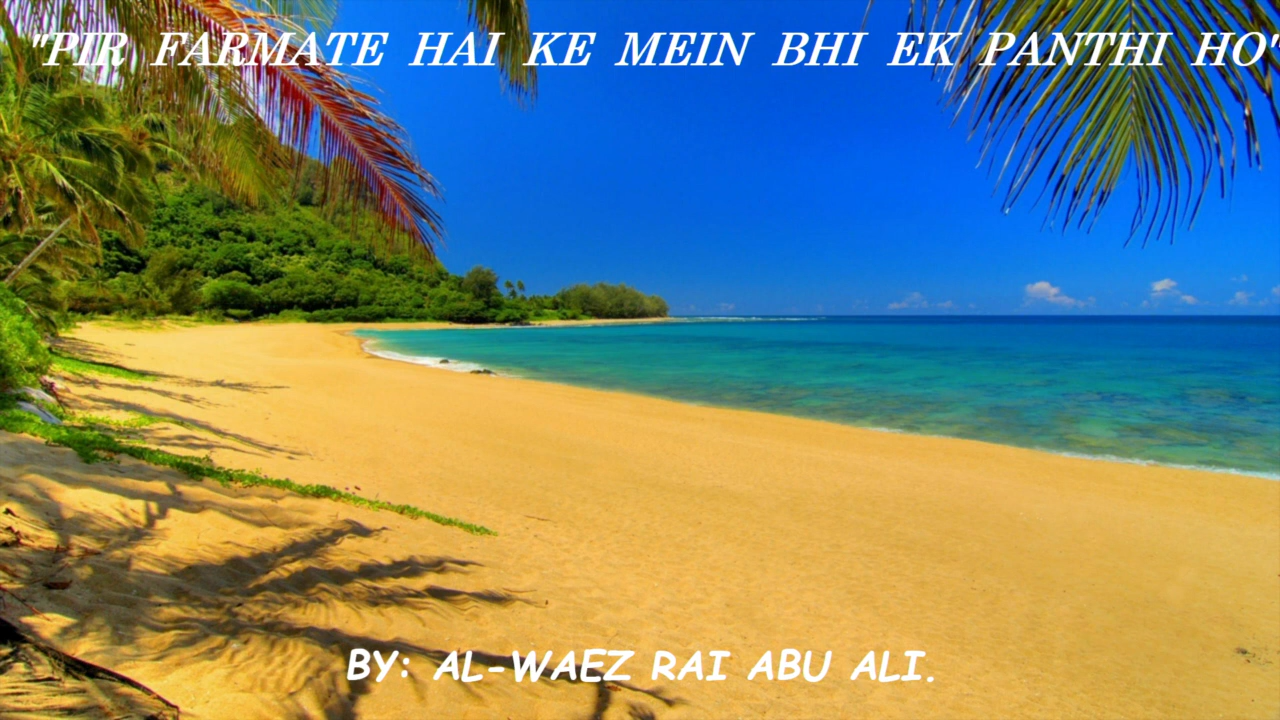 "PIR FARMATE HAI KE MEIN BHI EK PANTHI HO"
BY: AL-WAEZ RAI ABU ALI.